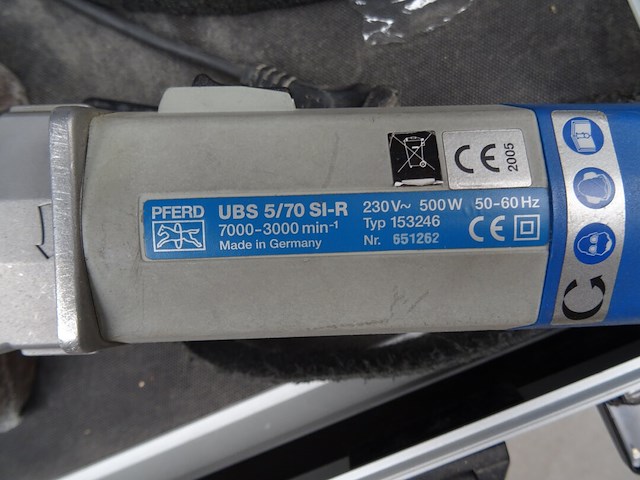 CE
2005
PFERD
UBS 5/70 SI-R
7000-3000 min-1
Made in Germany
230V~ 500W 50-60Hz
Typ 153246
Nr. 651262
CE